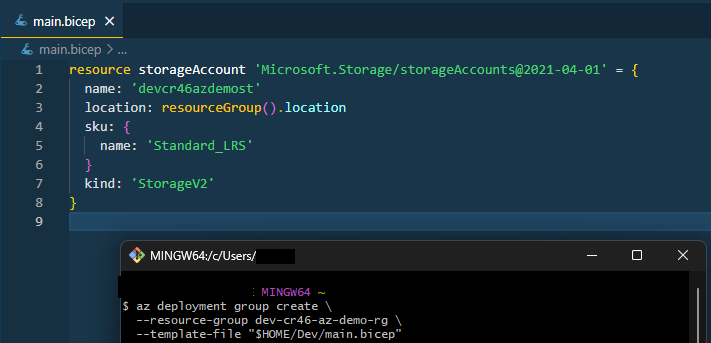 main.bicep ×
main.bicep > ...
1 resource storageAccount 'Microsoft.Storage/storageAccounts@2021-04-01' = {
2   name: 'devcr46azdemost'
3   location: resourceGroup().location
4   sku: {
5     name: 'Standard_LRS'
6   }
7   kind: 'StorageV2'
8 }
9
MINGW64:/c/Users/
MINGW64 ~
$ az deployment group create \
  --resource-group dev-cr46-az-demo-rg \
  --template-file "$HOME/Dev/main.bicep"